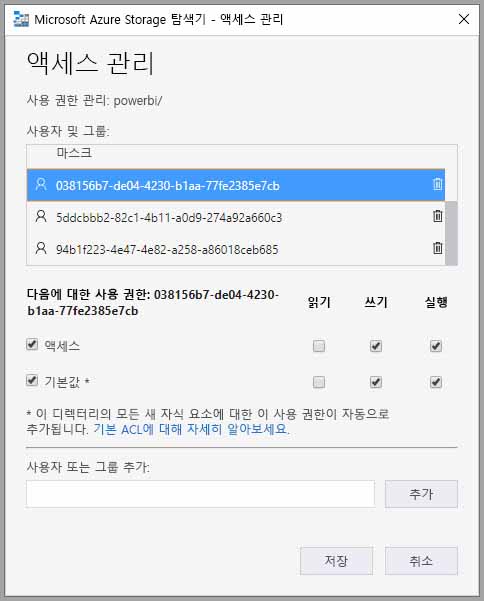 Microsoft Azure Storage 탐색기 - 액세스 관리
액세스 관리
사용 권한 관리: powerbi/
사용자 및 그룹:
마스크
038156b7-de04-4230-b1aa-77fe2385e7cb
5ddcbbb2-82c1-4b11-a0d9-274a92a660c3
94b1f223-4e47-4e82-a258-a86018ceb685
다음에 대한 사용 권한: 038156b7-de04-4230- 읽기 쓰기 실행
b1aa-77fe2385e7cb
액세스
기본값 *
* 이 디렉터리의 모든 새 자식 요소에 대한 이 사용 권한이 자동으로
추가됩니다. 기본 ACL에 대해 자세히 알아보세요.
사용자 또는 그룹 추가:
추가
저장 취소